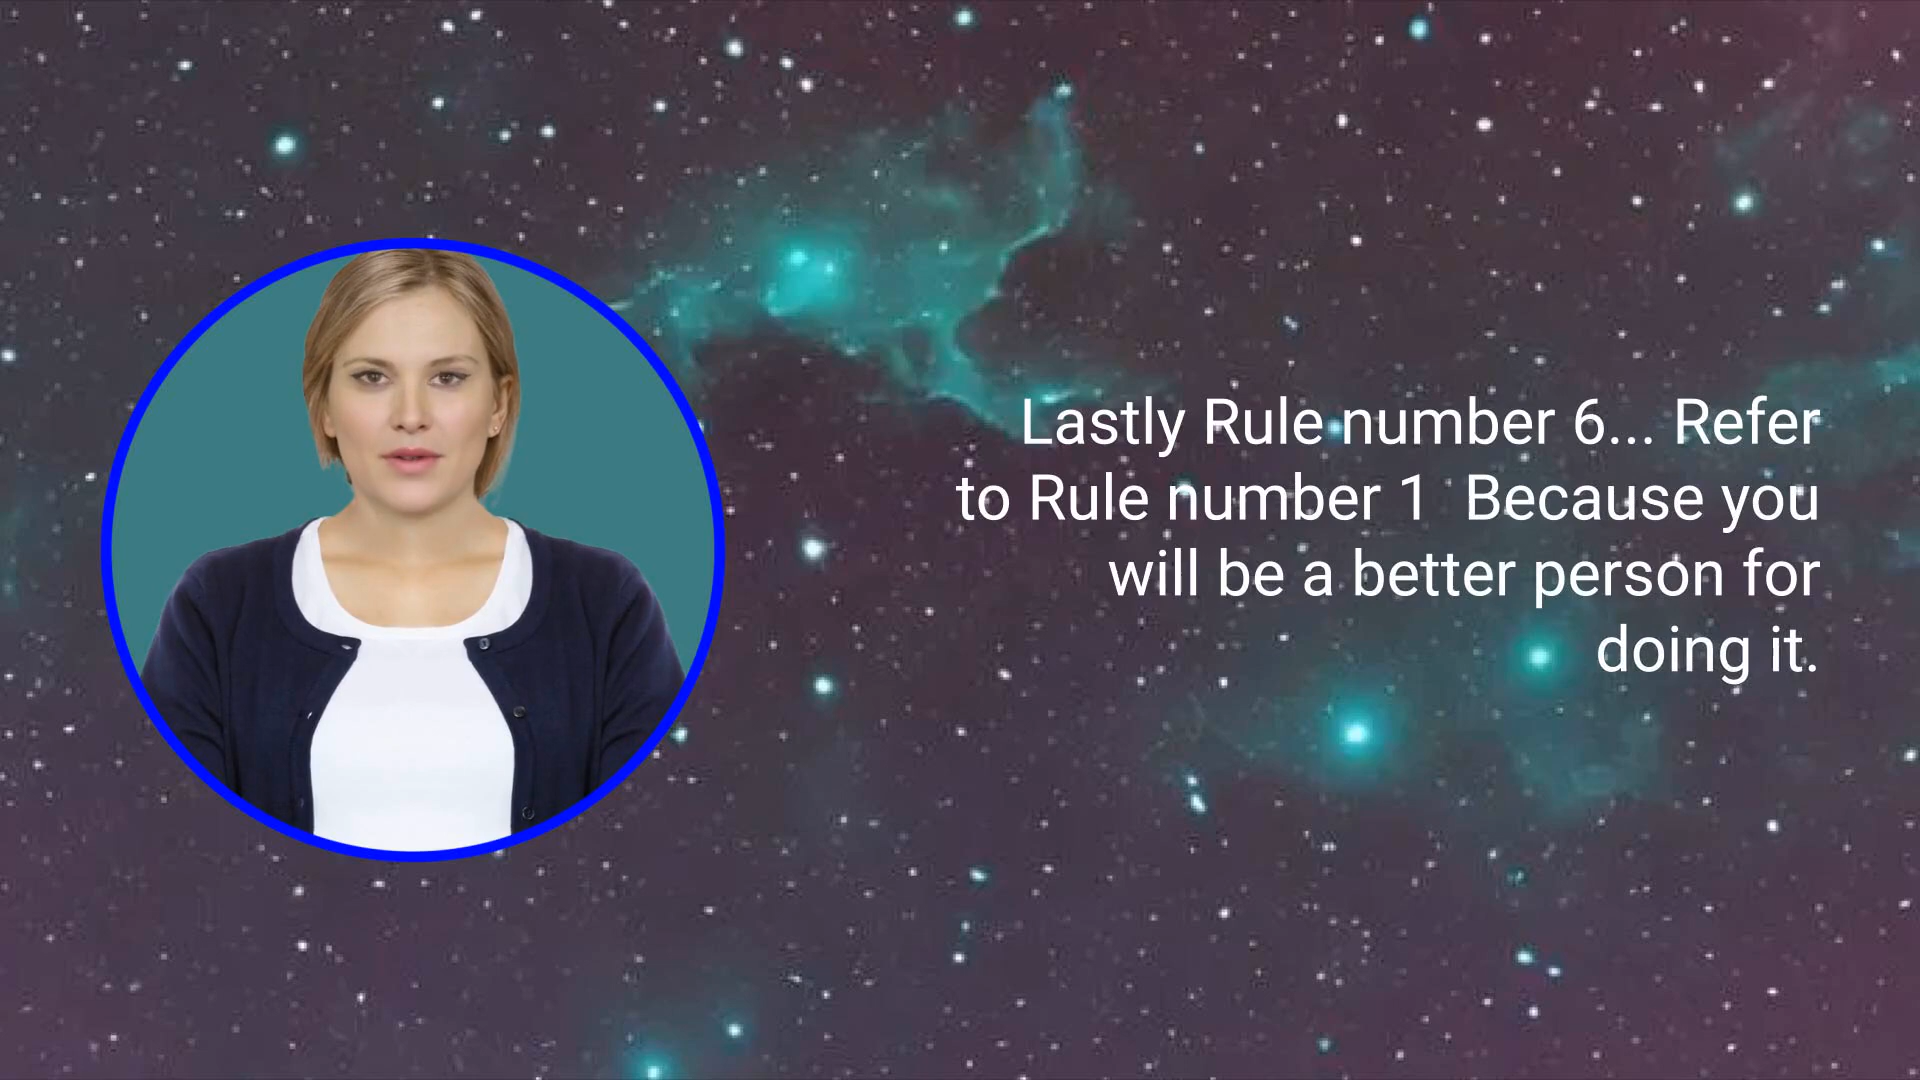 Lastly Rule number 6... Refer
to Rule number 1  Because you
will be a better person for
doing it.